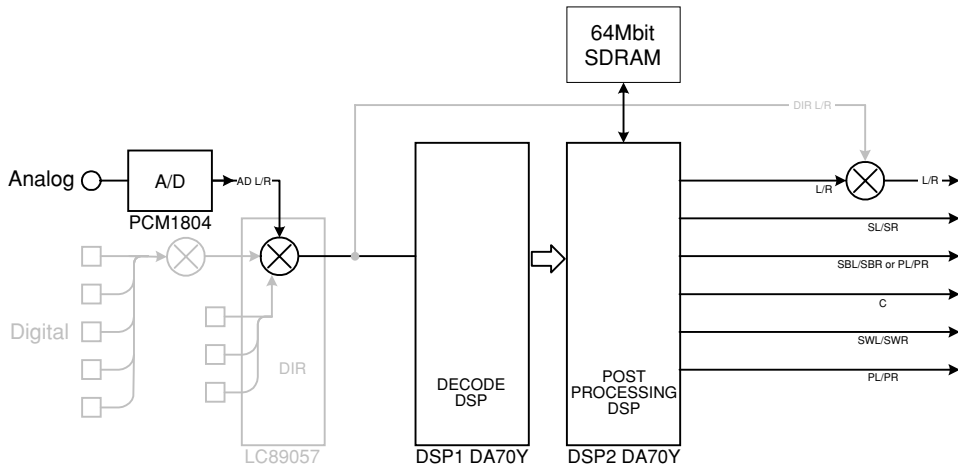 64Mbit
SDRAM
DIR L/R
Analog
A/D
AD L/R
PCM1804
L/R
L/R
SL/SR
SBL/SBR or PL/PR
C
Digital
SWL/SWR
DIR
DECODE
DSP
POST
PROCESSING
DSP
PL/PR
LC89057
DSP1 DA70Y
DSP2 DA70Y